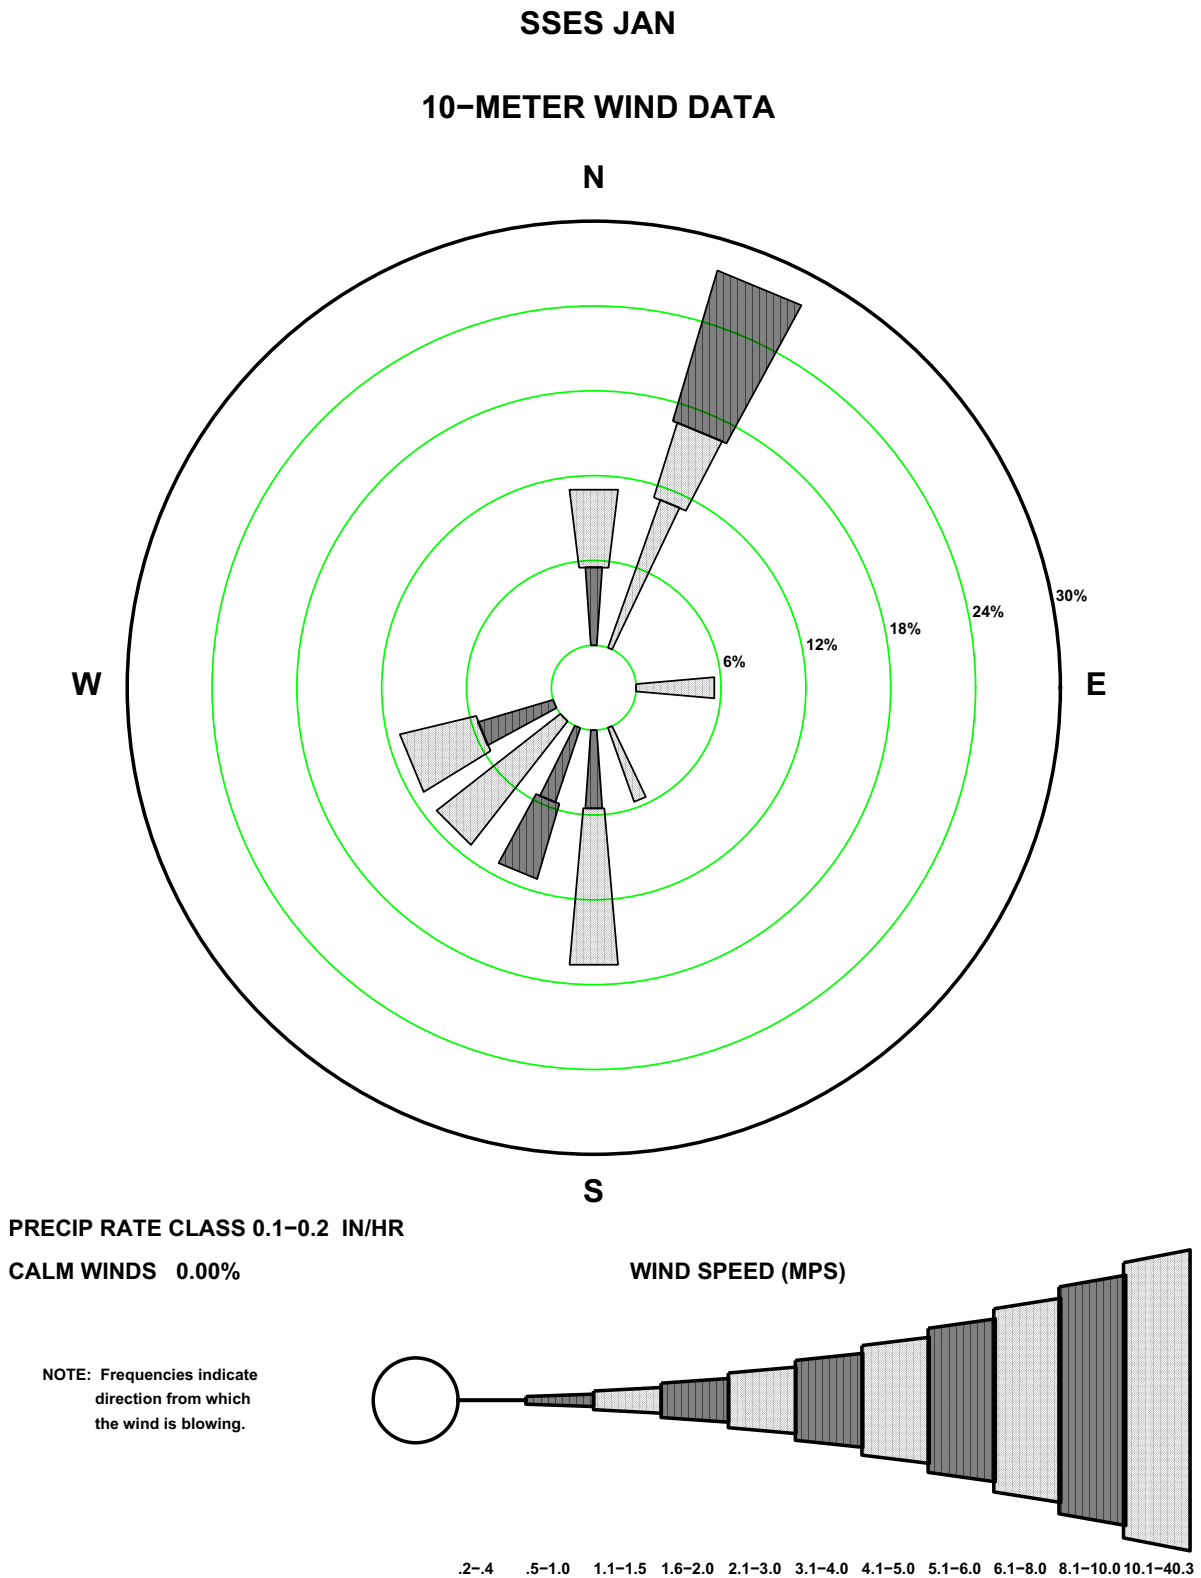 SSES JAN
10−METER WIND DATA
N
30%
24%
18%
12%
6%
W
E
S
PRECIP RATE CLASS 0.1−0.2 IN/HR
CALM WINDS 0.00%
WIND SPEED (MPS)
NOTE: Frequencies indicate
direction from which
the wind is blowing.
.2−.4 .5−1.0 1.1−1.5 1.6−2.0 2.1−3.0 3.1−4.0 4.1−5.0 5.1−6.0 6.1−8.0 8.1−10.0 10.1−40.3